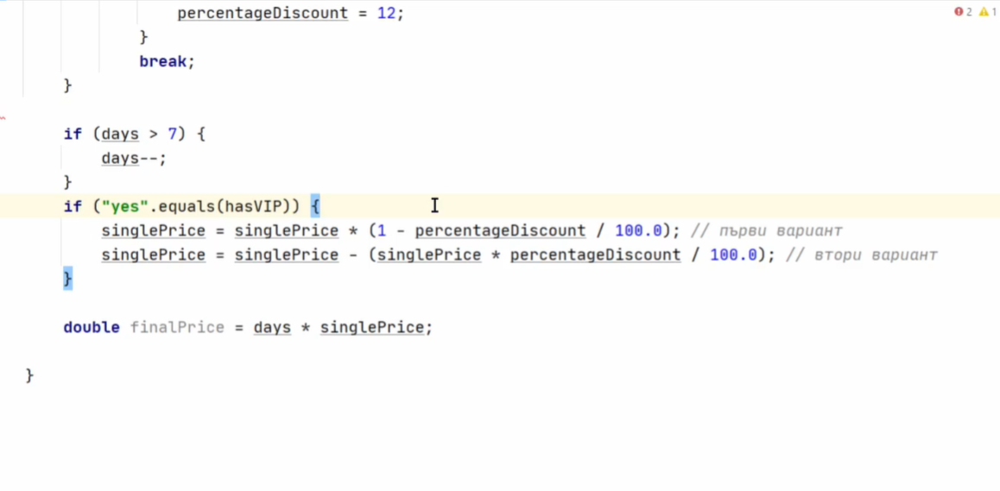 percentageDiscount = 12;
2 1
}
break;
}
if (days > 7) {
days--;
}
if ("yes".equals(hasVIP)) {
singlePrice = singlePrice * (1 - percentageDiscount / 100.0); // първи вариант
singlePrice = singlePrice - (singlePrice * percentageDiscount / 100.0); // втори вариант
}
double finalPrice = days * singlePrice;
}